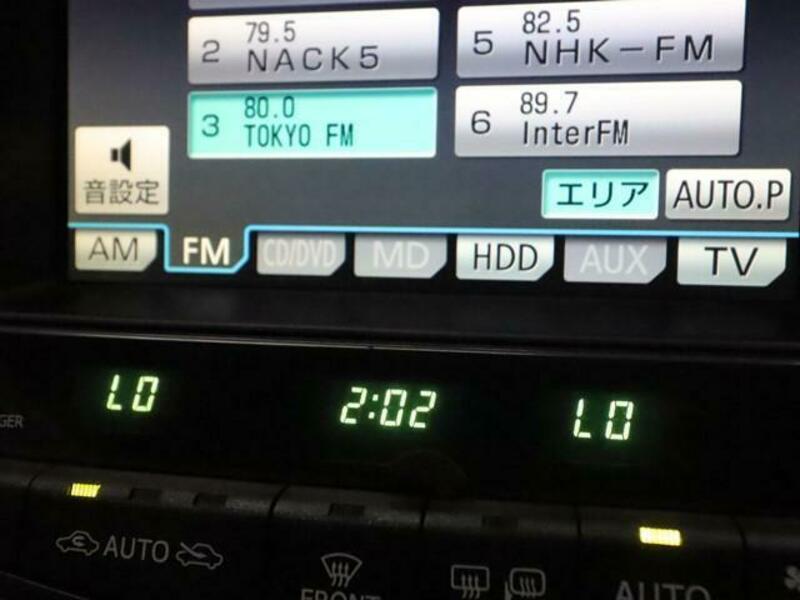 2 79.5 NACK5
5 82.5 NHK-FM
3 80.0 TOKYO FM
6 89.7 InterFM
音設定
エリア AUTO.P
AM FM CD/DVD MD HDD AUX TV
LO 2:02 LO
GER
AUTO
FRONT
AUTO